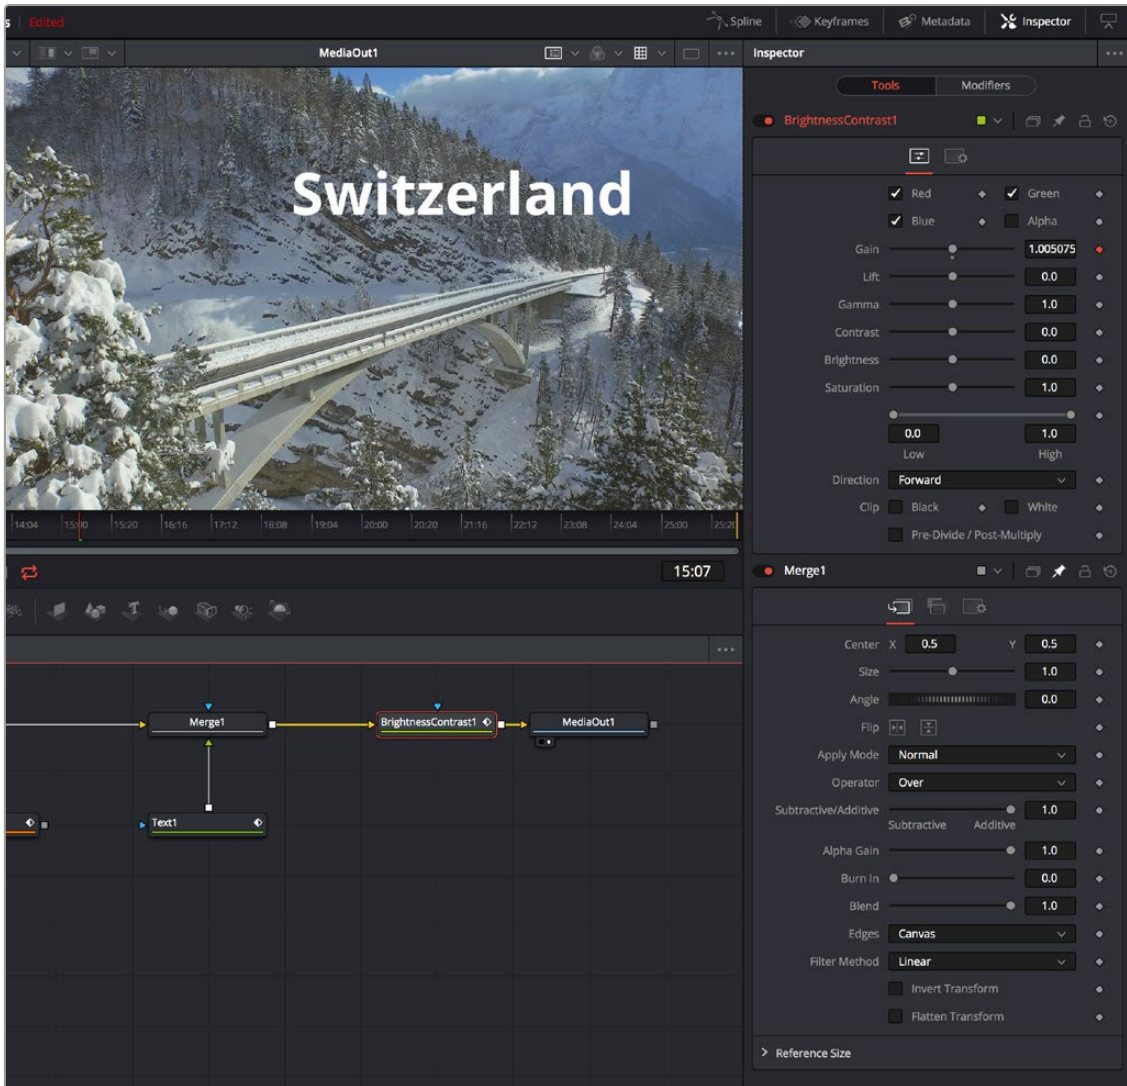 s Edited Spline Keyframes Metadata Inspector
MediaOut1
Inspector
Switzerland
14:04 15:00 15:20 16:16 17:12 18:08 19:04 20:00 20:20 21:16 22:12 23:08 24:04 25:00 25:20
15:07
Merge1 BrightnessContrast1 MediaOut1
Text1
Tools Modifiers
BrightnessContrast1
Red Green
Blue Alpha
Gain 1.005075
Lift 0.0
Gamma 1.0
Contrast 0.0
Brightness 0.0
Saturation 1.0
0.0 1.0
Low High
Direction Forward
Clip Black White
Pre-Divide / Post-Multiply
Merge1
Center X 0.5 Y 0.5
Size 1.0
Angle 0.0
Flip
Apply Mode Normal
Operator Over
Subtractive/Additive 1.0
Subtractive Additive
Alpha Gain 1.0
Burn In 0.0
Blend 1.0
Edges Canvas
Filter Method Linear
Invert Transform
Flatten Transform
Reference Size